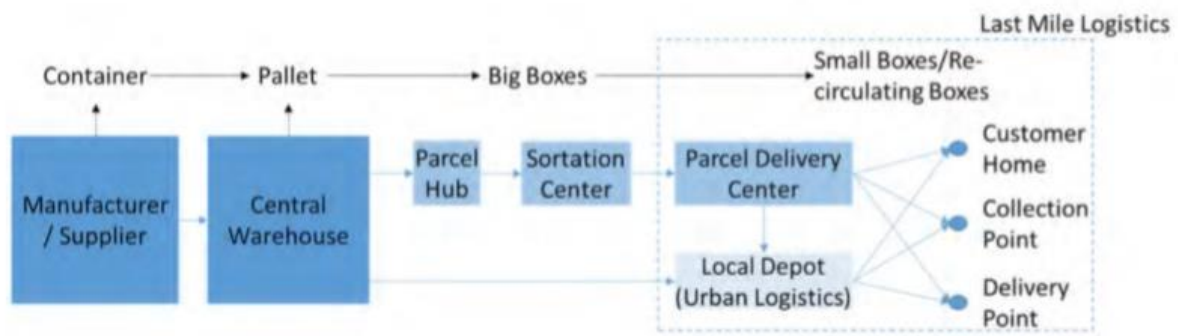 Last Mile Logistics
Container
Pallet
Big Boxes
Small Boxes/Re-
circulating Boxes
Manufacturer
/ Supplier
Central
Warehouse
Parcel
Hub
Sortation
Center
Parcel Delivery
Center
Local Depot
(Urban Logistics)
Customer
Home
Collection
Point
Delivery
Point